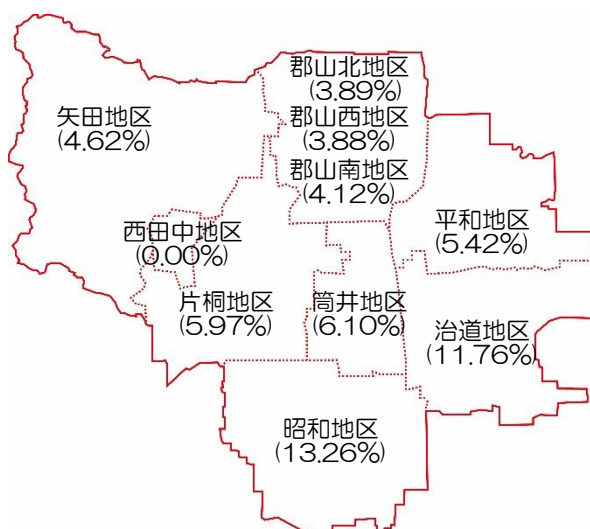 郡山北地区
(3.89%)
郡山西地区
(3.88%)
郡山南地区
(4.12%)
矢田地区
(4.62%)
西田中地区
(0.00%)
平和地区
(5.42%)
片桐地区
(5.97%)
筒井地区
(6.10%)
治道地区
(11.76%)
昭和地区
(13.26%)